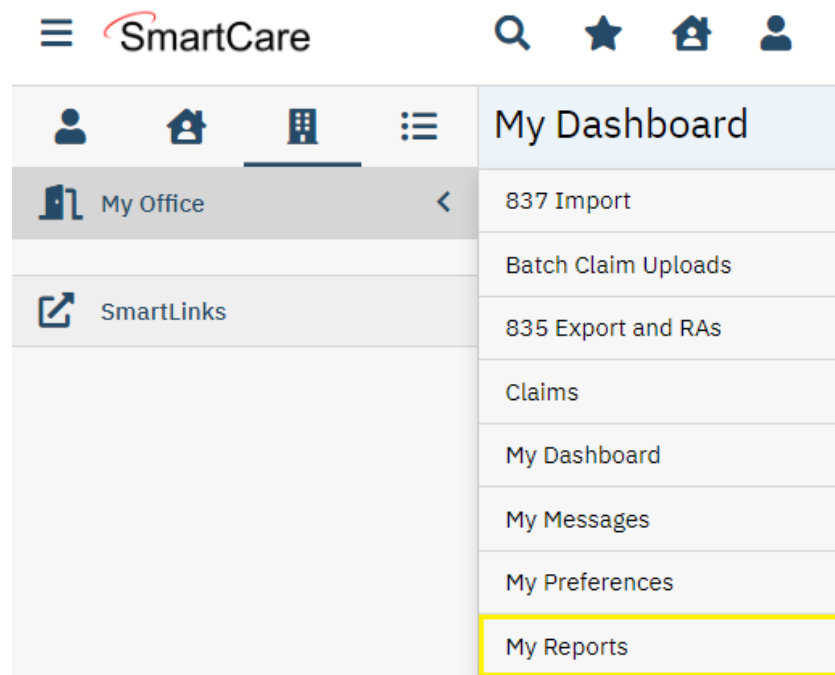 SmartCare
My Dashboard
My Office
SmartLinks
837 Import
Batch Claim Uploads
835 Export and RAs
Claims
My Dashboard
My Messages
My Preferences
My Reports